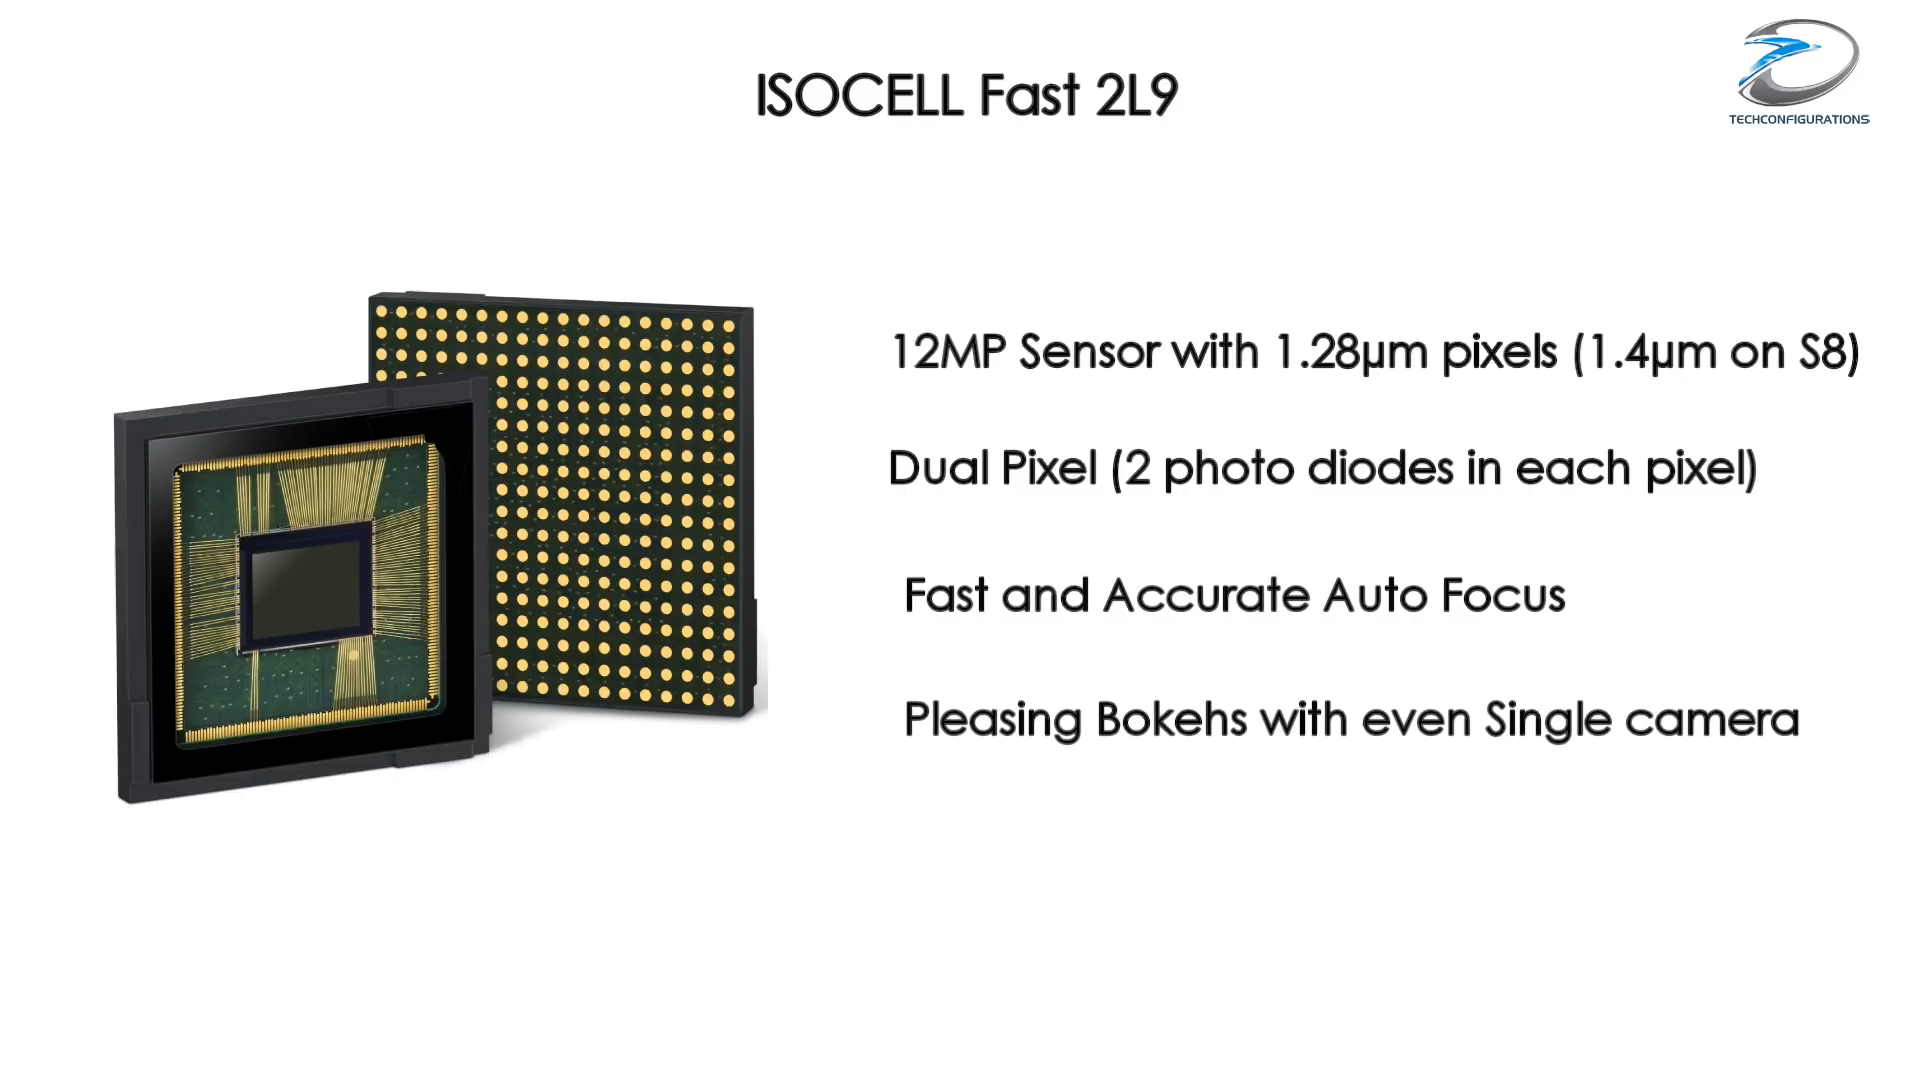 ISOCELL Fast 2L9
TECHCONFIGURATIONS
12MP Sensor with 1.28µm pixels (1.4µm on S8)
Dual Pixel (2 photo diodes in each pixel)
Fast and Accurate Auto Focus
Pleasing Bokehs with even Single camera